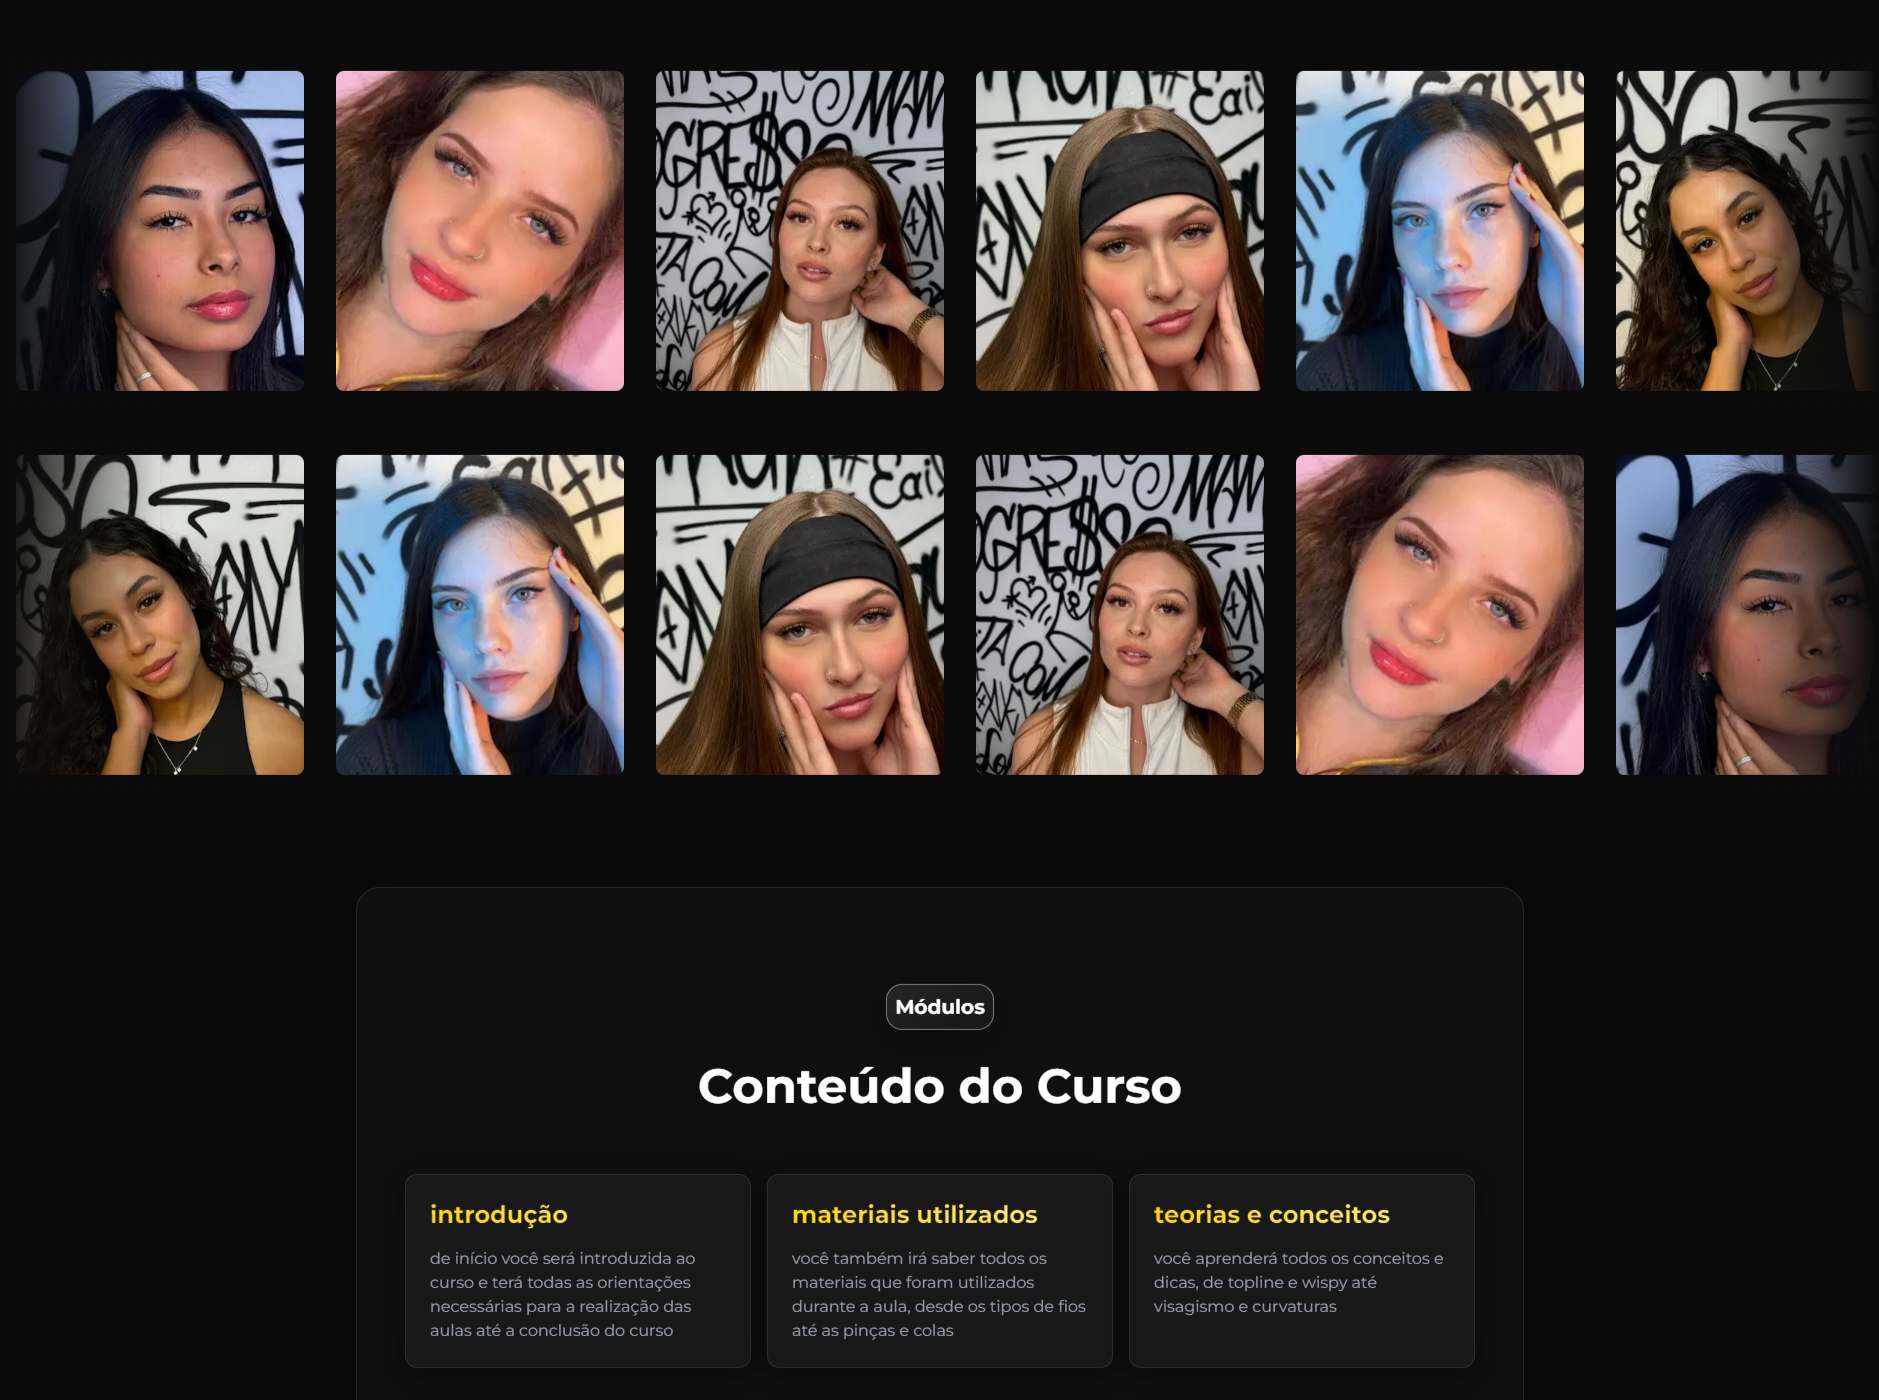 Módulos
Conteúdo do Curso
introdução
de início você será introduzida ao
curso e terá todas as orientações
necessárias para a realização das
aulas até a conclusão do curso
materiais utilizados
você também irá saber todos os
materiais que foram utilizados
durante a aula, desde os tipos de fios
até as pinças e colas
teorias e conceitos
você aprenderá todos os conceitos e
dicas, de topline e wispy até
visagismo e curvaturas